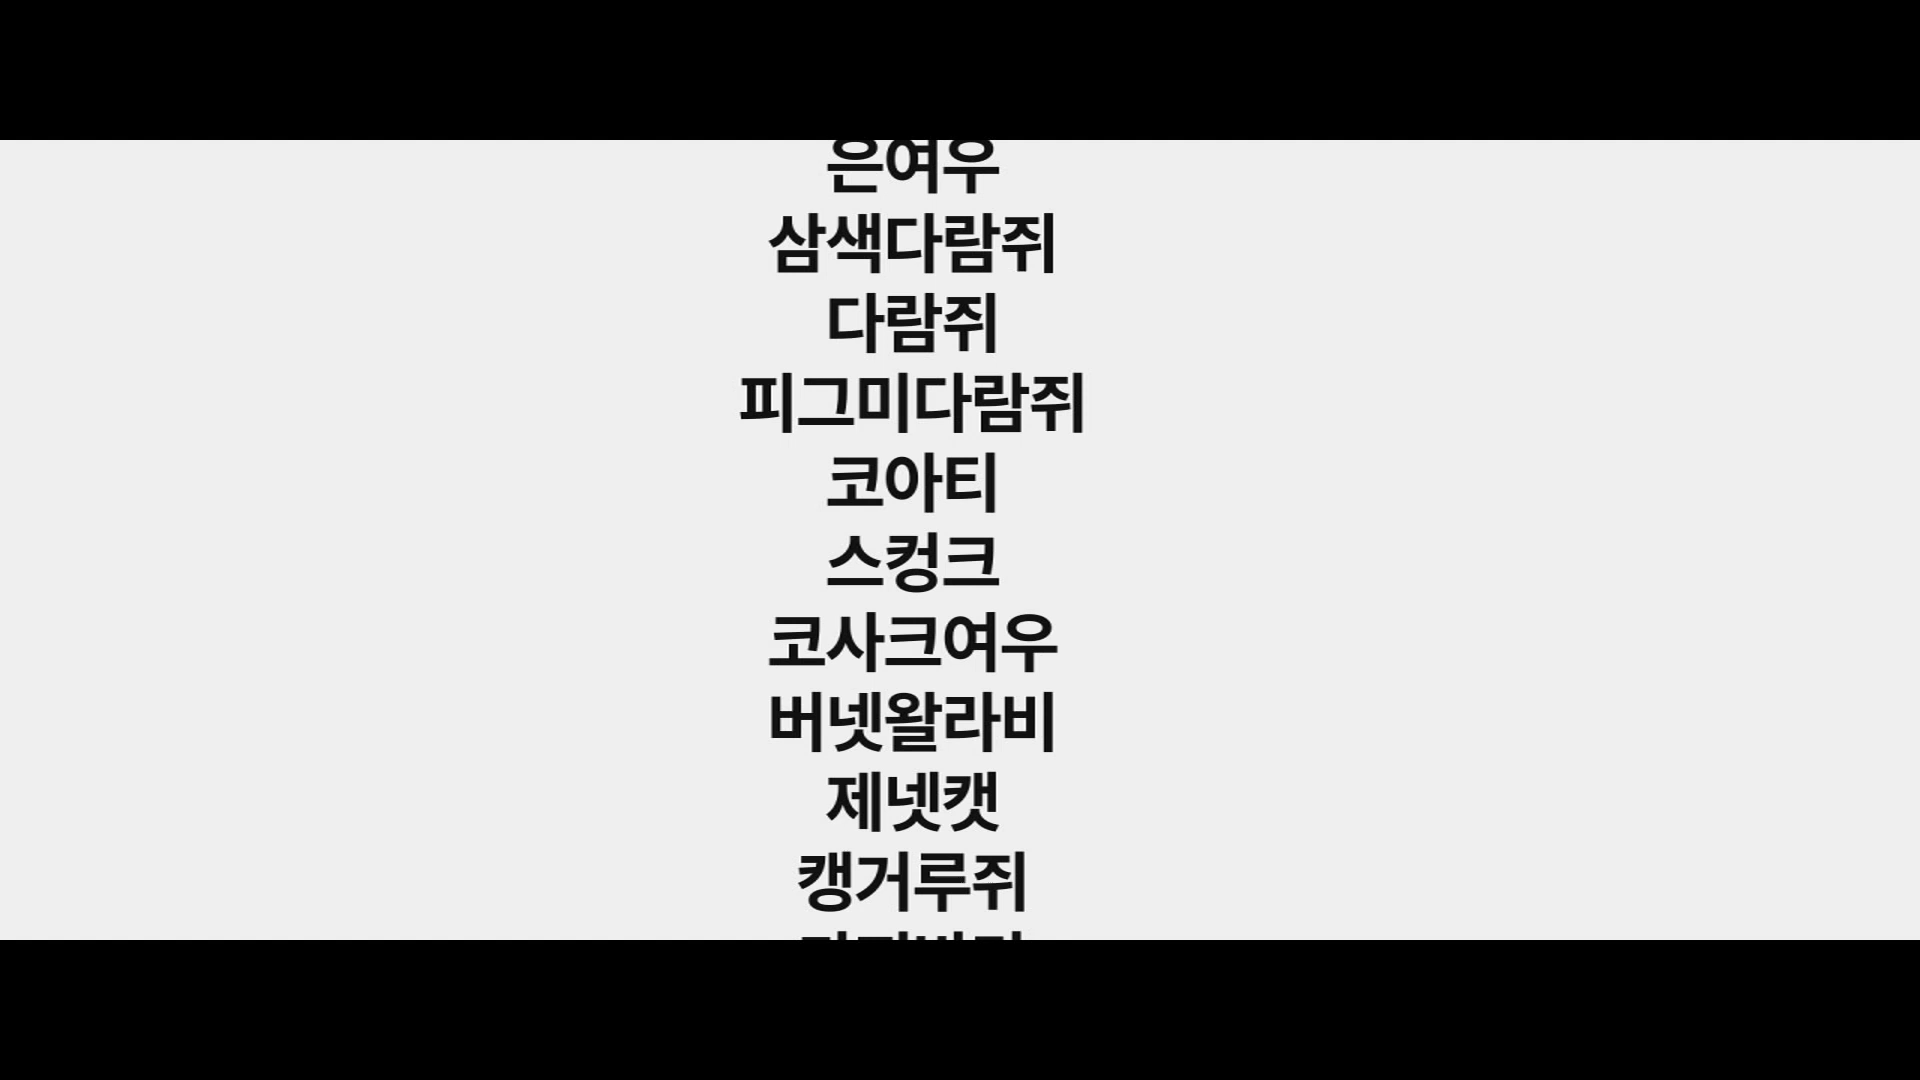 은여우
삼색다람쥐
다람쥐
피그미다람쥐
코아티
스컹크
코사크여우
버넷왈라비
제넷캣
캥거루쥐